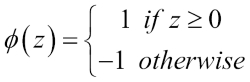 ϕ(z) = { 1 if z ≥ 0
−1 otherwise